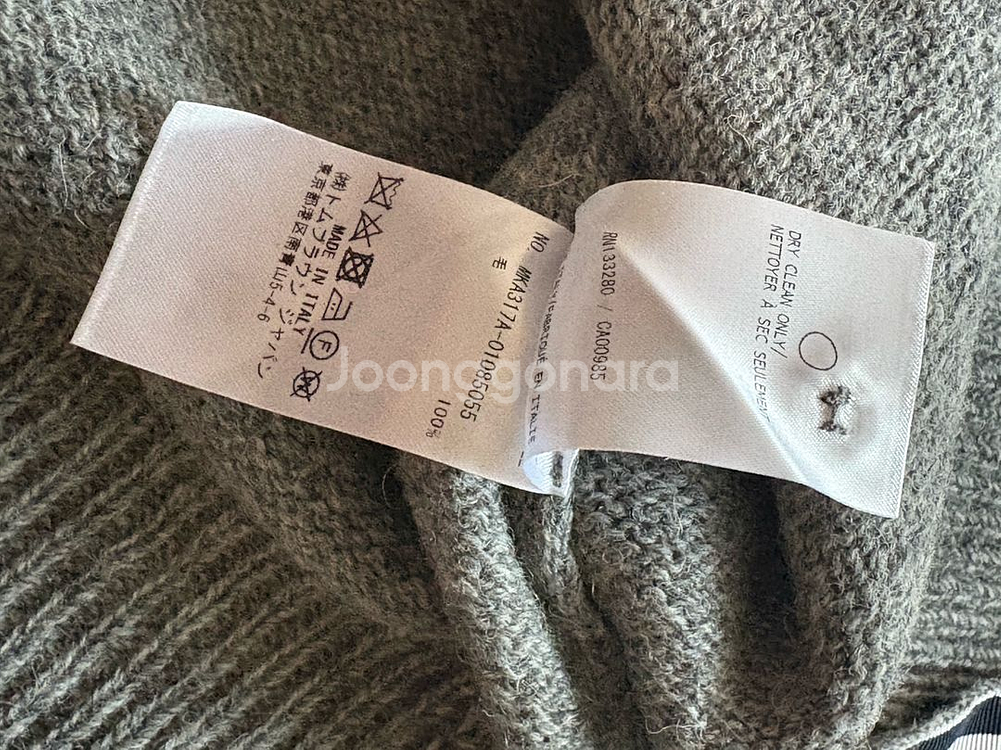 NO. MKA317A-01085055
毛 100%
MADE IN ITALY
(株)トムブラウン ジャパン
東京都港区南青山5-4-6
FABRIQUÉ EN ITALIE
RN133280 / CA00985
DRY CLEAN ONLY/
NETTOYER À SEC SEULEMENT
F
Joonggonara